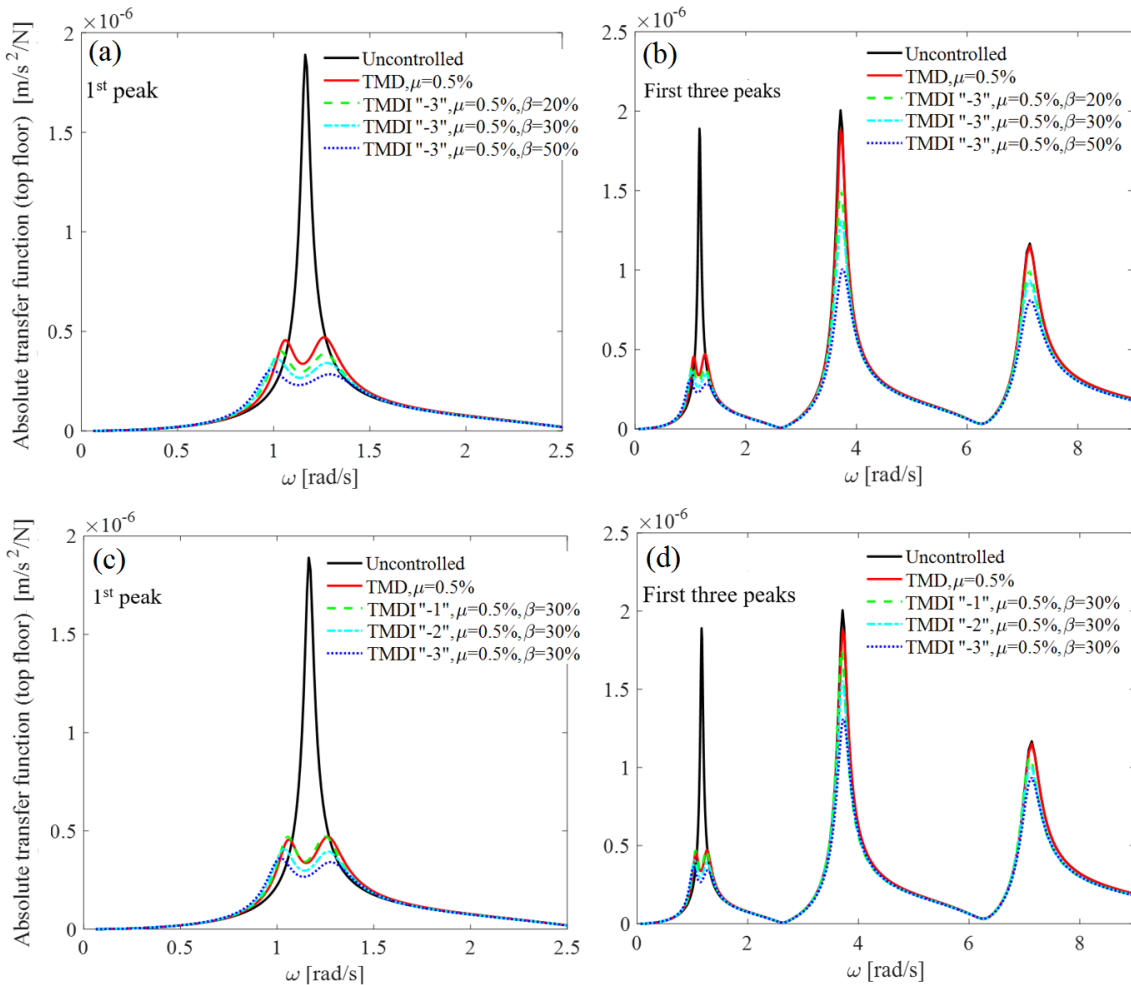 Absolute transfer function (top floor) [m/s²/N]
×10⁻⁶
(a)
1ˢᵗ peak
Uncontrolled
TMD,μ=0.5%
TMDI "-3",μ=0.5%,β=20%
TMDI "-3",μ=0.5%,β=30%
TMDI "-3",μ=0.5%,β=50%
2
1.5
1
0.5
0
0 0.5 1 1.5 2 2.5
ω [rad/s]
×10⁻⁶
(b)
First three peaks
Uncontrolled
TMD,μ=0.5%
TMDI "-3",μ=0.5%,β=20%
TMDI "-3",μ=0.5%,β=30%
TMDI "-3",μ=0.5%,β=50%
2.5
2
1.5
1
0.5
0
0 2 4 6 8
ω [rad/s]
Absolute transfer function (top floor) [m/s²/N]
×10⁻⁶
(c)
1ˢᵗ peak
Uncontrolled
TMD,μ=0.5%
TMDI "-1",μ=0.5%,β=30%
TMDI "-2",μ=0.5%,β=30%
TMDI "-3",μ=0.5%,β=30%
2
1.5
1
0.5
0
0 0.5 1 1.5 2 2.5
ω [rad/s]
×10⁻⁶
(d)
First three peaks
Uncontrolled
TMD,μ=0.5%
TMDI "-1",μ=0.5%,β=30%
TMDI "-2",μ=0.5%,β=30%
TMDI "-3",μ=0.5%,β=30%
2.5
2
1.5
1
0.5
0
0 2 4 6 8
ω [rad/s]